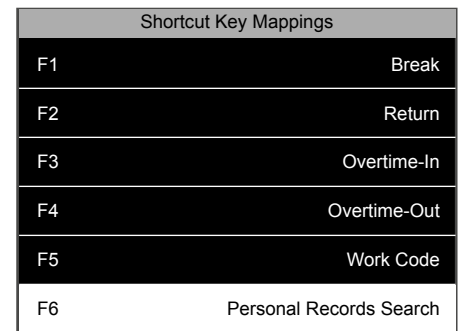 Shortcut Key Mappings
F1 Break
F2 Return
F3 Overtime-In
F4 Overtime-Out
F5 Work Code
F6 Personal Records Search